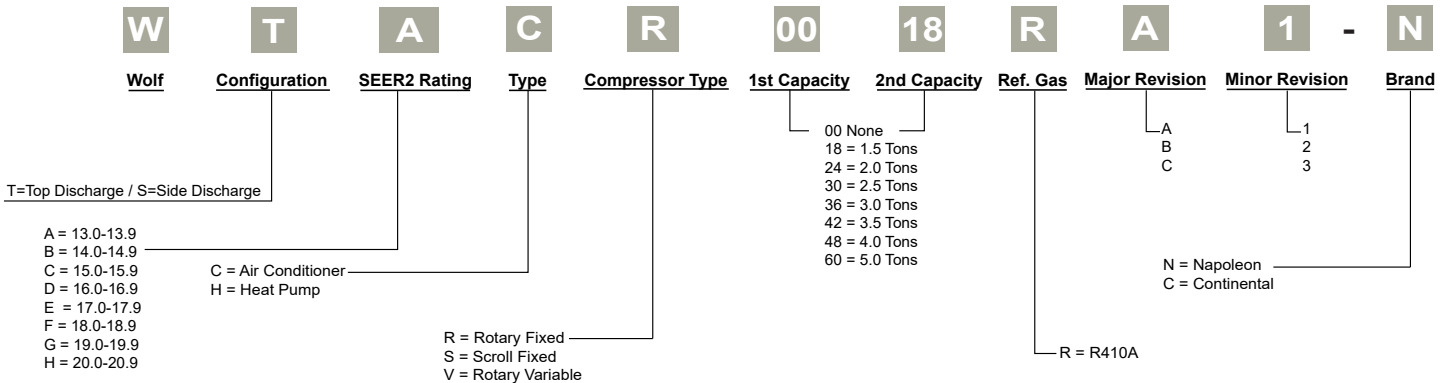 W T A C R 00 18 R A 1 - N
Wolf Configuration SEER2 Rating Type Compressor Type 1st Capacity 2nd Capacity Ref. Gas Major Revision Minor Revision Brand
T=Top Discharge / S=Side Discharge
A = 13.0-13.9
B = 14.0-14.9
C = 15.0-15.9
D = 16.0-16.9
E = 17.0-17.9
F = 18.0-18.9
G = 19.0-19.9
H = 20.0-20.9
C = Air Conditioner
H = Heat Pump
R = Rotary Fixed
S = Scroll Fixed
V = Rotary Variable
00 None
18 = 1.5 Tons
24 = 2.0 Tons
30 = 2.5 Tons
36 = 3.0 Tons
42 = 3.5 Tons
48 = 4.0 Tons
60 = 5.0 Tons
R = R410A
A
B
C
1
2
3
N = Napoleon
C = Continental